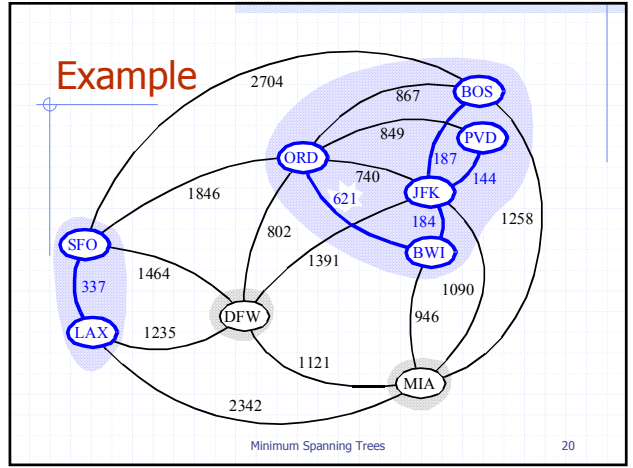 Example
2704
BOS
867
849
PVD
ORD
187
740
144
1846
621
JFK
184
1258
802
SFO
1391
BWI
1464
337
1090
DFW
946
LAX
1235
1121
MIA
2342
Minimum Spanning Trees
20